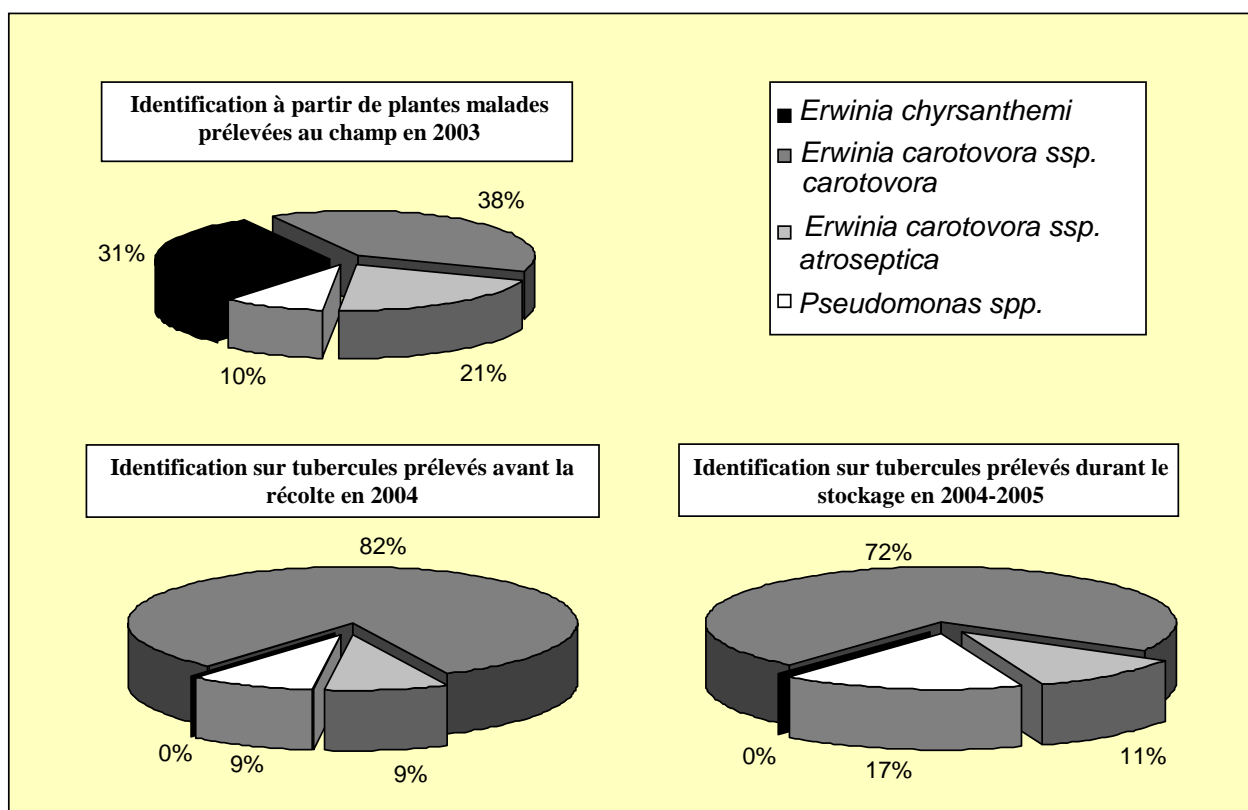 Identification à partir de plantes malades
prélevées au champ en 2003
Erwinia chyrsanthemi
Erwinia carotovora ssp.
carotovora
Erwinia carotovora ssp.
atroseptica
Pseudomonas spp.
38%
31%
10%
21%
Identification sur tubercules prélevés avant la
récolte en 2004
82%
0%
9%
9%
Identification sur tubercules prélevés durant le
stockage en 2004-2005
72%
0%
17%
11%